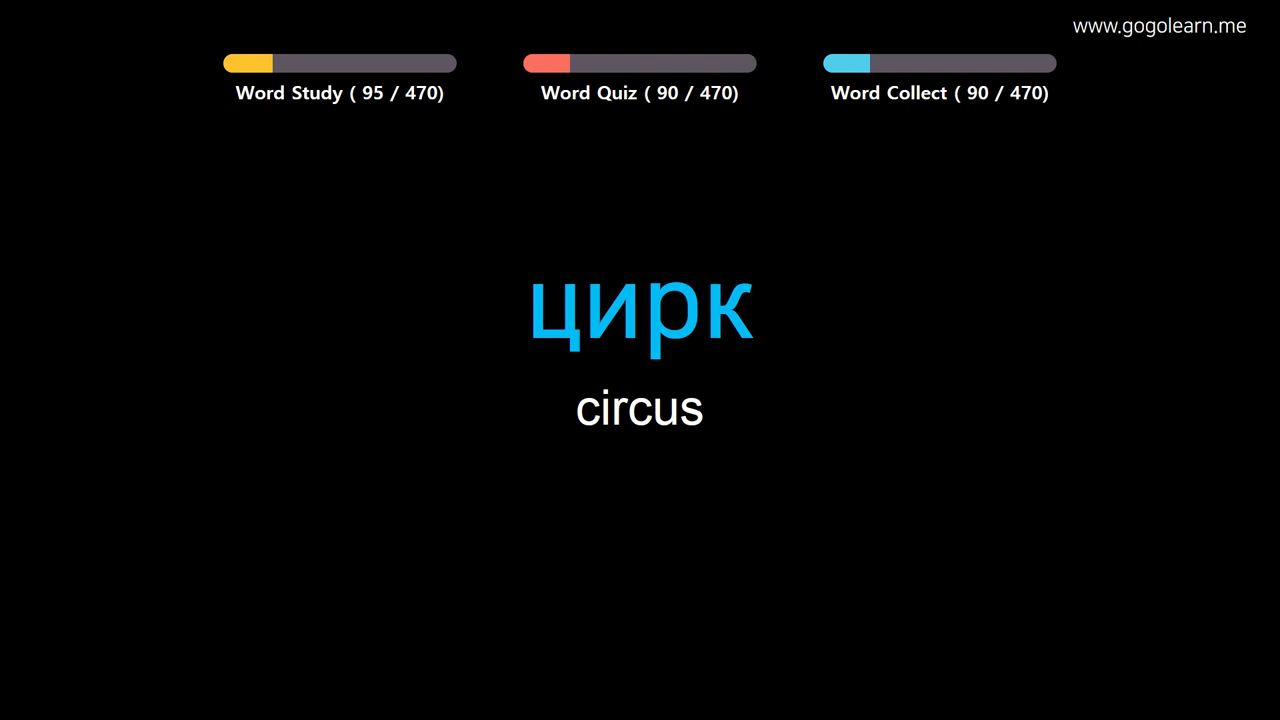 www.gogolearn.me
Word Study ( 95 / 470)
Word Quiz ( 90 / 470)
Word Collect ( 90 / 470)
цирк
circus